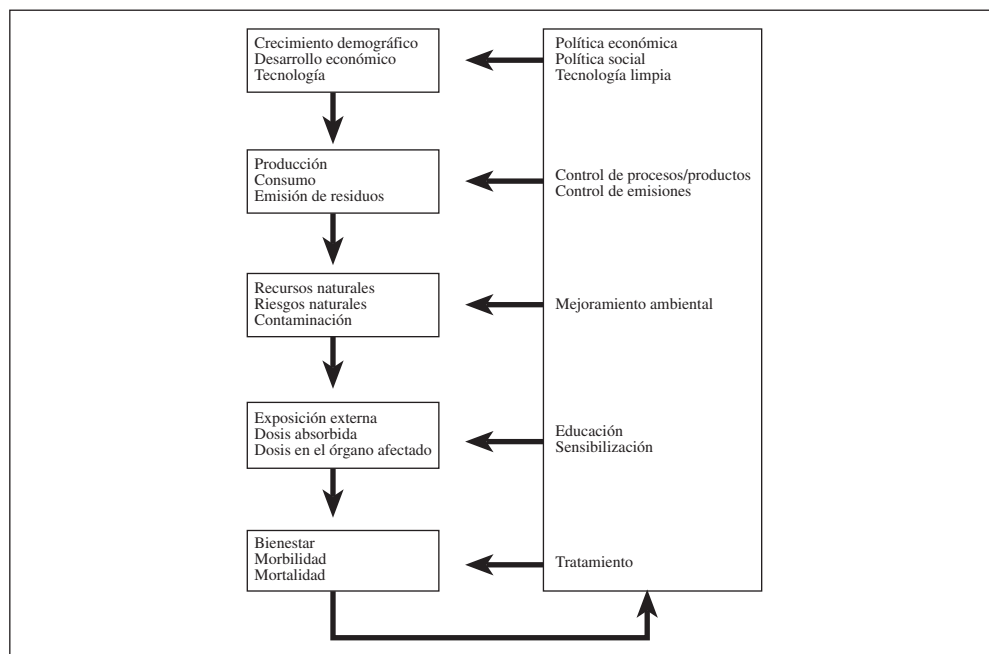 Crecimiento demográfico
Desarrollo económico
Tecnología
Política económica
Política social
Tecnología limpia
Producción
Consumo
Emisión de residuos
Control de procesos/productos
Control de emisiones
Recursos naturales
Riesgos naturales
Contaminación
Mejoramiento ambiental
Exposición externa
Dosis absorbida
Dosis en el órgano afectado
Educación
Sensibilización
Bienestar
Morbilidad
Mortalidad
Tratamiento